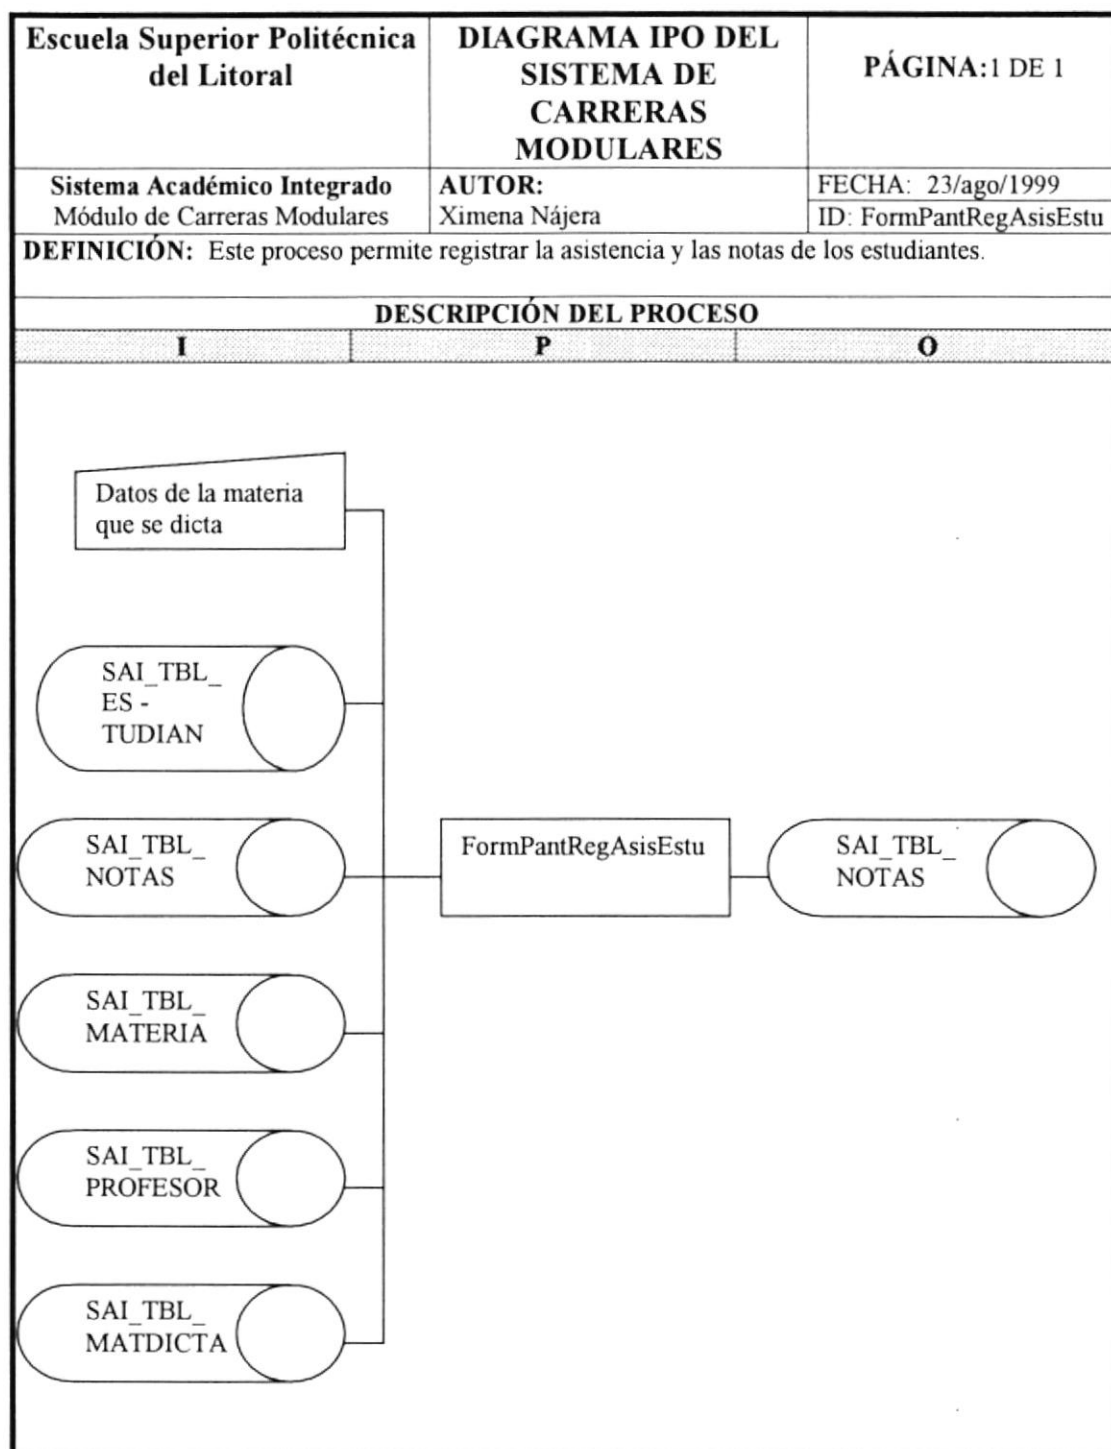 Escuela Superior Politécnica
del Litoral
DIAGRAMA IPO DEL
SISTEMA DE
CARRERAS
MODULARES
PÁGINA:1 DE 1
Sistema Académico Integrado
Módulo de Carreras Modulares
AUTOR:
Ximena Nájera
FECHA: 23/ago/1999
ID: FormPantRegAsisEstu
DEFINICIÓN: Este proceso permite registrar la asistencia y las notas de los estudiantes.
DESCRIPCIÓN DEL PROCESO
I P O
Datos de la materia
que se dicta
SAI_TBL_
ES -
TUDIAN
SAI_TBL_
NOTAS
FormPantRegAsisEstu
SAI_TBL_
NOTAS
SAI_TBL_
MATERIA
SAI_TBL_
PROFESOR
SAI_TBL_
MATDICTA